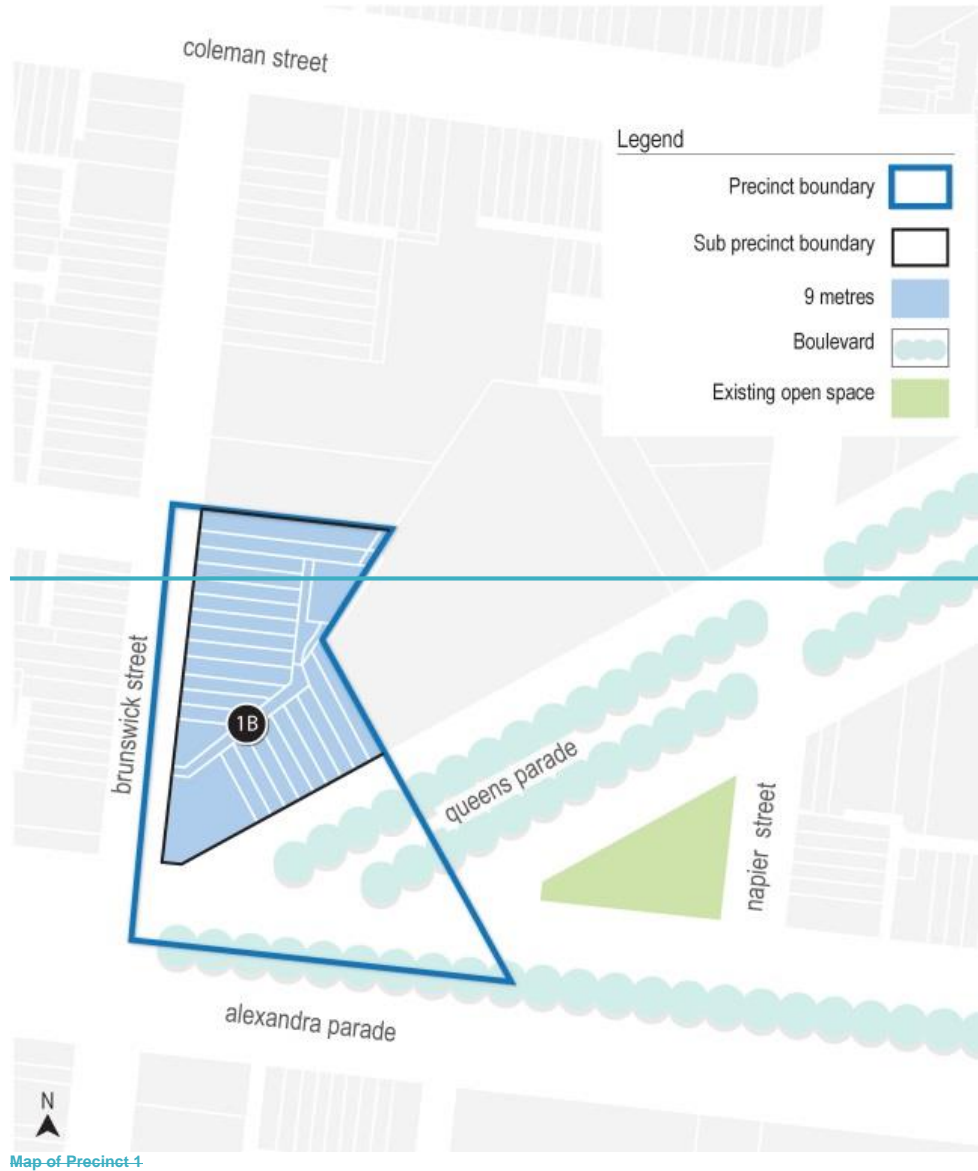 coleman street
Legend
Precinct boundary
Sub precinct boundary
9 metres
Boulevard
Existing open space
brunswick street
1B
queens parade
napier street
alexandra parade
N
Map of Precinct 1